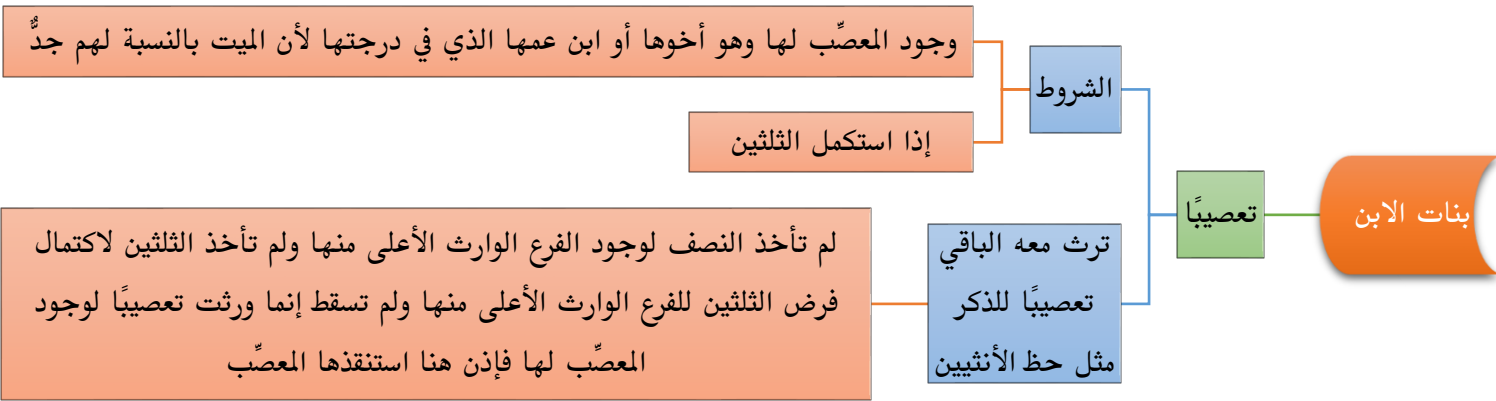 بنات الابن
تعصيبًا
الشروط
وجود المعصِّب لها وهو أخوها أو ابن عمها الذي في درجتها لأن الميت بالنسبة لهم جدٌّ
إذا استكمل الثلثين
ترث معه الباقي
تعصيبًا للذكر
مثل حظ الأنثيين
لم تأخذ النصف لوجود الفرع الوارث الأعلى منها ولم تأخذ الثلثين لاكتمال
فرض الثلثين للفرع الوارث الأعلى منها ولم تسقط إنما ورثت تعصيبًا لوجود
المعصِّب لها فإذن هنا استنقذها المعصِّب